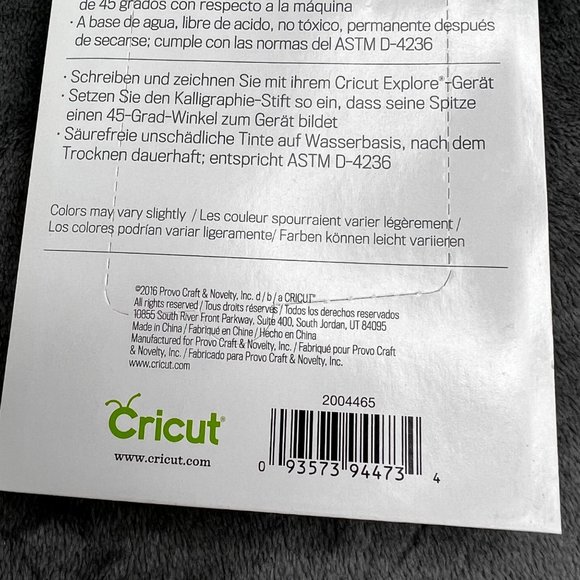 de 45 grados con respecto a la máquina
· A base de agua, libre de acido, no tóxico, permanente después
de secarse; cumple con las normas del ASTM D-4236
· Schreiben und zeichnen Sie mit ihrem Cricut Explore®-Gerät
· Setzen Sie den Kalligraphie-Stift so ein, dass seine Spitze
einen 45-Grad-Winkel zum Gerät bildet
· Säurefreie unschädliche Tinte auf Wasserbasis, nach dem
Trocknen dauerhaft; entspricht ASTM D-4236
Colors may vary slightly / Les couleur spourraient varier légèrement /
Los colores podrían variar ligeramente/ Farben können leicht variieren
©2016 Provo Craft & Novelty, Inc. d / b / a CRICUT™
All rights reserved / Tous droits réservés / Todos los derechos reservados
10855 South River Front Parkway, Suite 400, South Jordan, UT 84095
Made in China / Fabriqué en Chine / Hecho en China
Manufactured for Provo Craft & Novelty, Inc. / Fabriqué pour Provo Craft
& Novelty, Inc. / Fabricado para Provo Craft & Novelty, Inc.
www.cricut.com
Cricut®
www.cricut.com
2004465
0 93573 94473 4